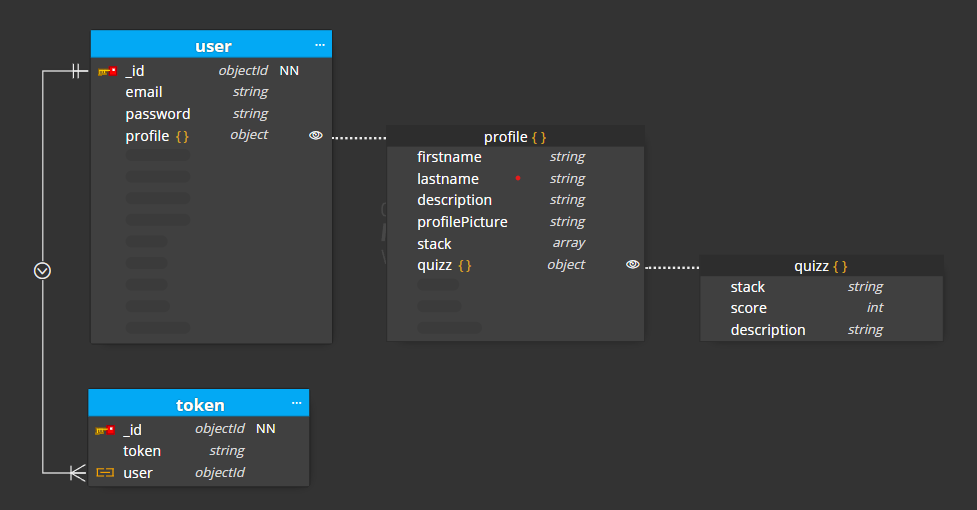 user ...
_id objectId NN
email string
password string
profile { } object
profile { }
firstname string
lastname string
description string
profilePicture string
stack array
quizz { } object
quizz { }
stack string
score int
description string
token ...
_id objectId NN
token string
user objectId